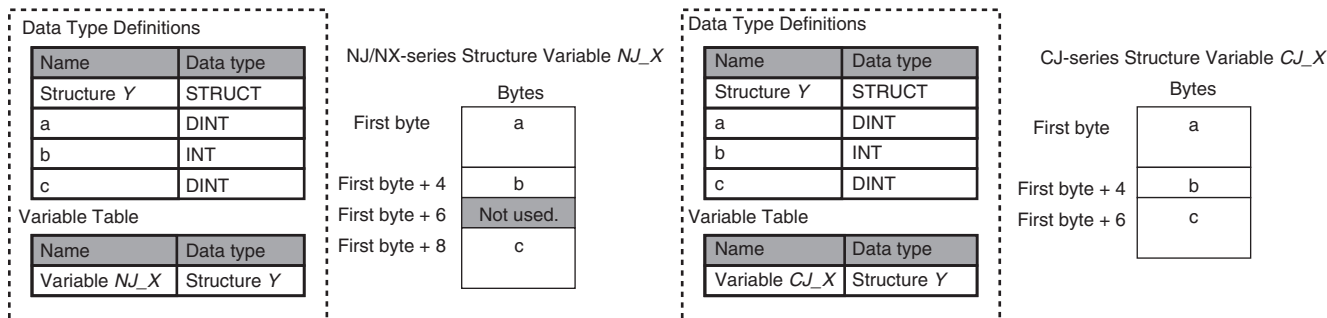 Data Type Definitions
Name Data type
Structure Y STRUCT
a DINT
b INT
c DINT
Variable Table
Name Data type
Variable NJ_X Structure Y
NJ/NX-series Structure Variable NJ_X
Bytes
First byte a
First byte + 4 b
First byte + 6 Not used.
First byte + 8 c
Data Type Definitions
Name Data type
Structure Y STRUCT
a DINT
b INT
c DINT
Variable Table
Name Data type
Variable CJ_X Structure Y
CJ-series Structure Variable CJ_X
Bytes
First byte a
First byte + 4 b
First byte + 6 c